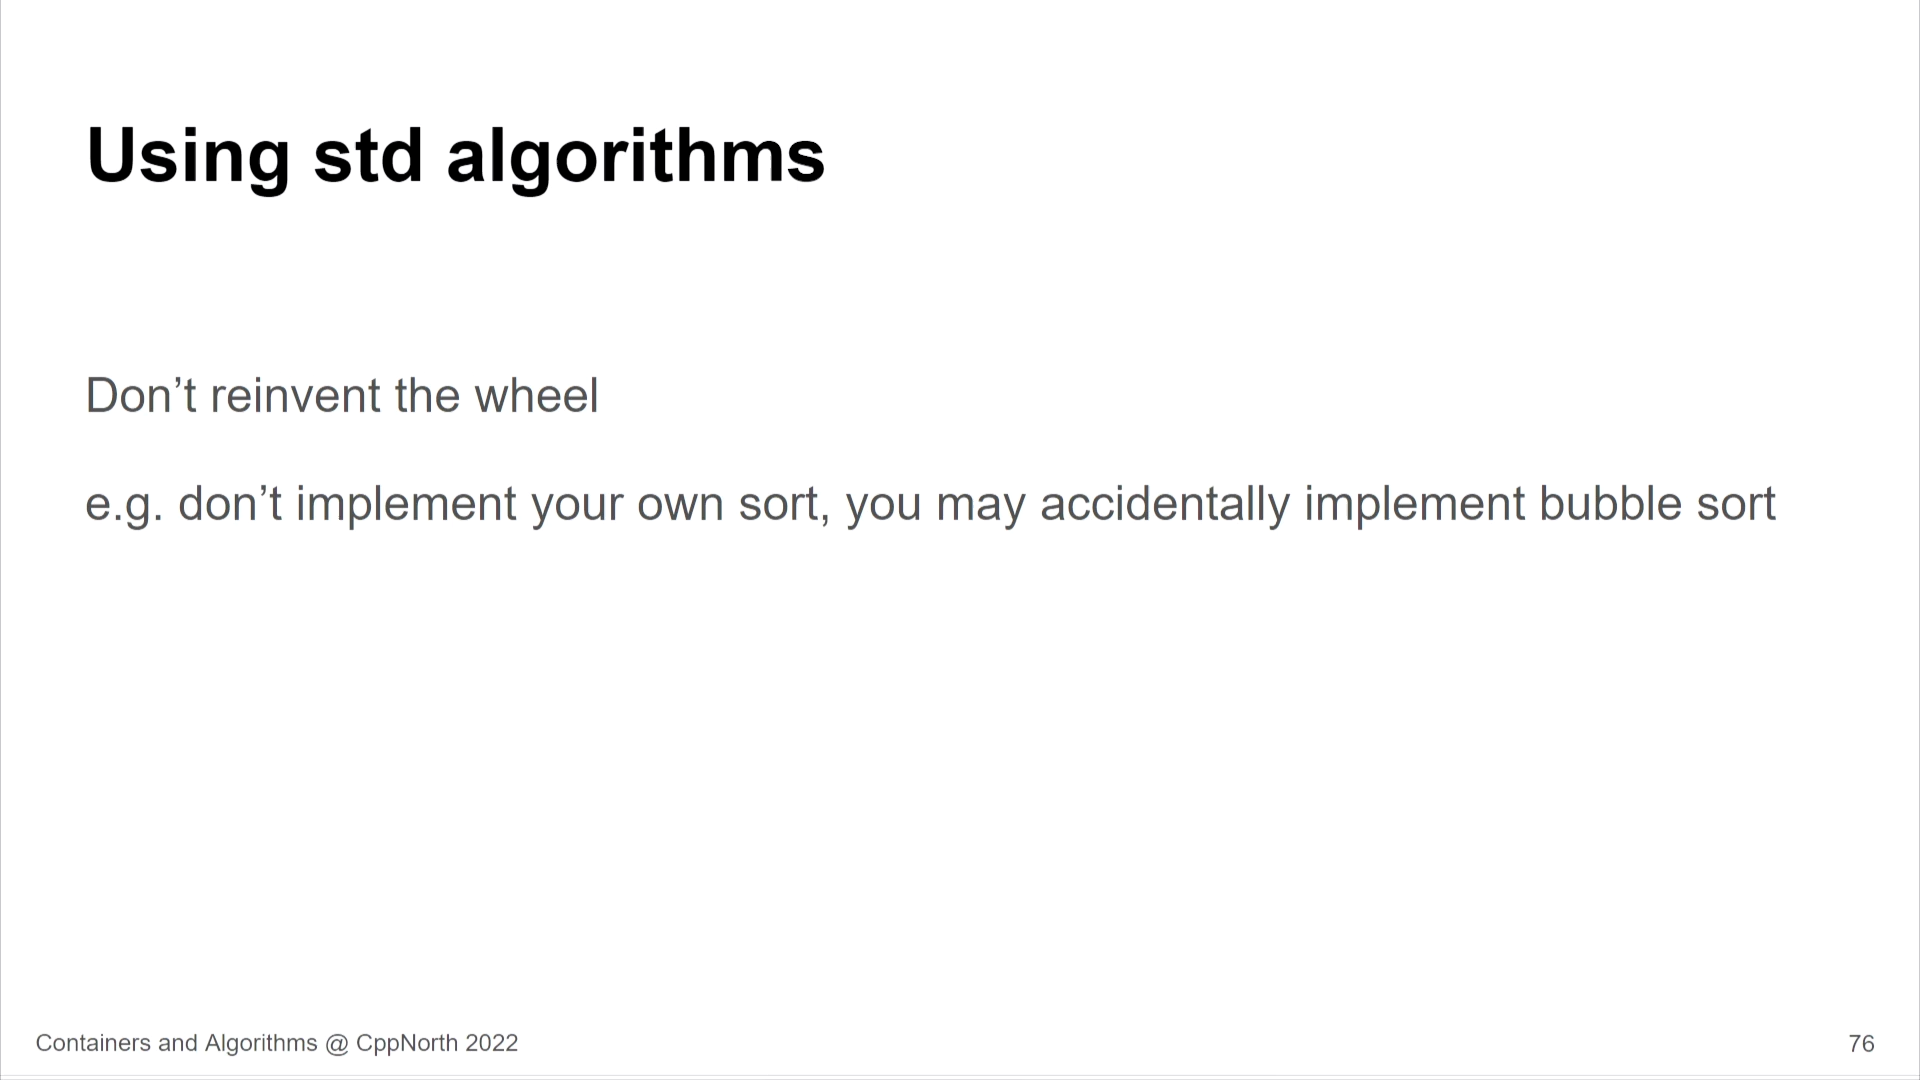 Using std algorithms
Don’t reinvent the wheel
e.g. don’t implement your own sort, you may accidentally implement bubble sort
Containers and Algorithms @ CppNorth 2022
76